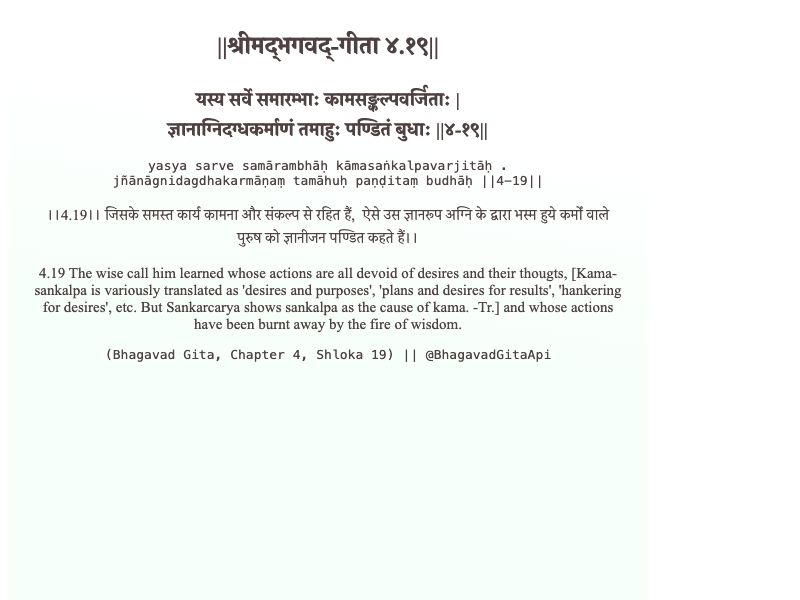 ||श्रीमद्‍भगवद्‍-गीता ४.१९||
यस्य सर्वे समारम्भाः कामसङ्कल्पवर्जिताः |
ज्ञानाग्निदग्धकर्माणं तमाहुः पण्डितं बुधाः ||४-१९||
yasya sarve samārambhāḥ kāmasaṅkalpavarjitāḥ .
jñānāgnidagdhakarmāṇaṃ tamāhuḥ paṇḍitaṃ budhāḥ ||4-19||
।।4.19।। जिसके समस्त कार्य कामना और संकल्प से रहित हैं, ऐसे उस ज्ञानरूप अग्नि के द्वारा भस्म हुये कर्मों वाले
पुरुष को ज्ञानीजन पण्डित कहते हैं।।
4.19 The wise call him learned whose actions are all devoid of desires and their thougts, [Kama-
sankalpa is variously translated as 'desires and purposes', 'plans and desires for results', 'hankering
for desires', etc. But Sankarcarya shows sankalpa as the cause of kama. -Tr.] and whose actions
have been burnt away by the fire of wisdom.
(Bhagavad Gita, Chapter 4, Shloka 19) || @BhagavadGitaApi